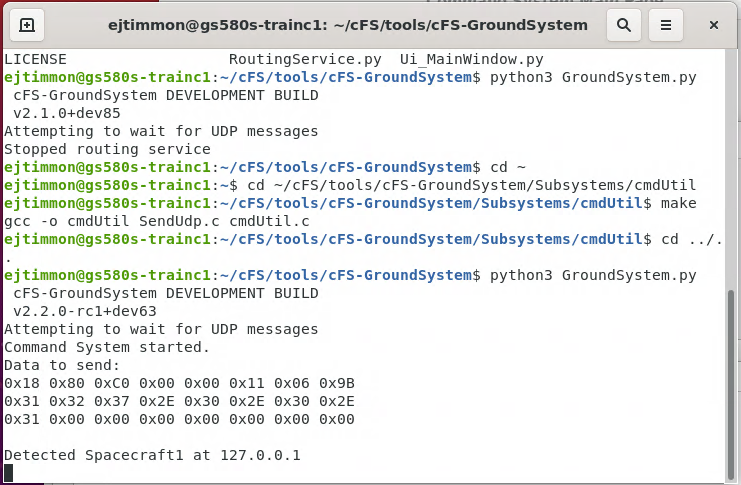 ejtimmon@gs580s-trainc1: ~/cFS/tools/cFS-GroundSystem
LICENSE                  RoutingService.py  Ui_MainWindow.py
ejtimmon@gs580s-trainc1:~/cFS/tools/cFS-GroundSystem$ python3 GroundSystem.py
 cFS-GroundSystem DEVELOPMENT BUILD
 v2.1.0+dev85
Attempting to wait for UDP messages
Stopped routing service
ejtimmon@gs580s-trainc1:~/cFS/tools/cFS-GroundSystem$ cd ~
ejtimmon@gs580s-trainc1:~$ cd ~/cFS/tools/cFS-GroundSystem/Subsystems/cmdUtil
ejtimmon@gs580s-trainc1:~/cFS/tools/cFS-GroundSystem/Subsystems/cmdUtil$ make
gcc -o cmdUtil SendUdp.c cmdUtil.c
ejtimmon@gs580s-trainc1:~/cFS/tools/cFS-GroundSystem/Subsystems/cmdUtil$ cd ../.
.
ejtimmon@gs580s-trainc1:~/cFS/tools/cFS-GroundSystem$ python3 GroundSystem.py
 cFS-GroundSystem DEVELOPMENT BUILD
 v2.2.0-rc1+dev63
Attempting to wait for UDP messages
Command System started.
Data to send:
0x18 0x80 0xC0 0x00 0x00 0x11 0x06 0x9B
0x31 0x32 0x37 0x2E 0x30 0x2E 0x30 0x2E
0x31 0x00 0x00 0x00 0x00 0x00 0x00 0x00

Detected Spacecraft1 at 127.0.0.1